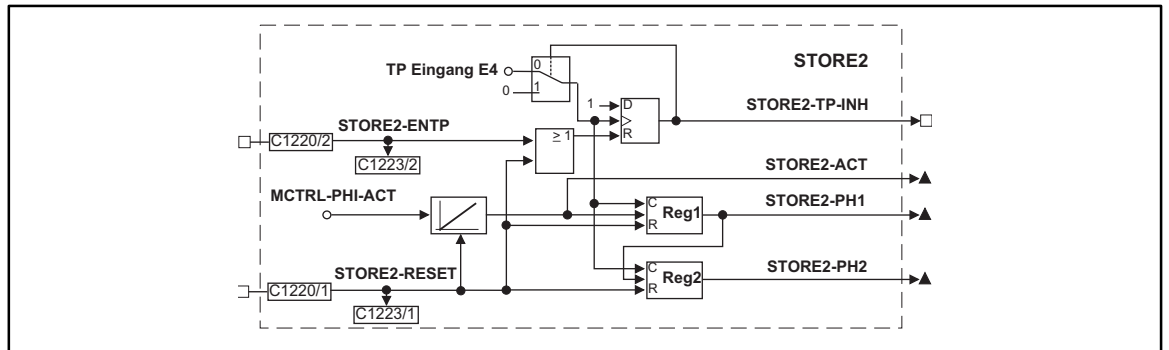 STORE2
TP Eingang E4
0
1
0
1
D
R
STORE2-TP-INH
STORE2-ENTP
C1220/2
C1223/2
≥ 1
STORE2-ACT
MCTRL-PHI-ACT
C
Reg1
R
STORE2-PH1
STORE2-RESET
C1220/1
C1223/1
C
Reg2
R
STORE2-PH2